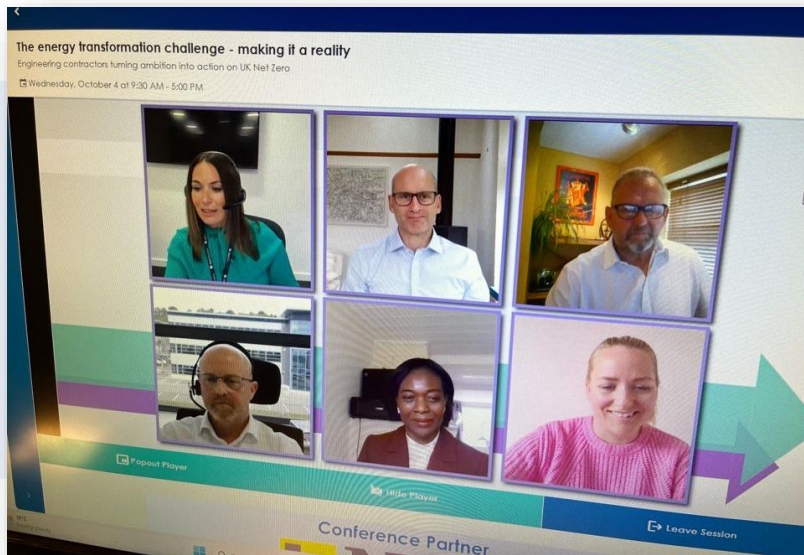 The energy transformation challenge - making it a reality
Engineering contractors turning ambition into action on UK Net Zero
Wednesday, October 4 at 9:30 AM - 5:00 PM
Popout Player
Hide Player
Leave Session
Conference Partner